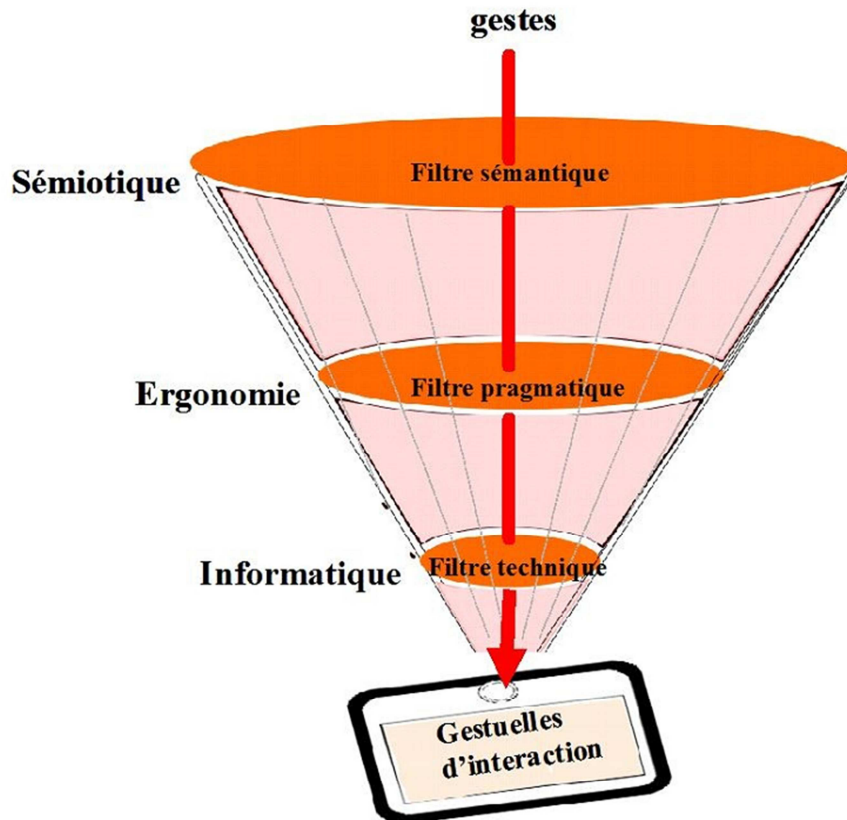 gestes
Sémiotique
Filtre sémantique
Ergonomie
Filtre pragmatique
Informatique
Filtre technique
Gestuelles
d'interaction